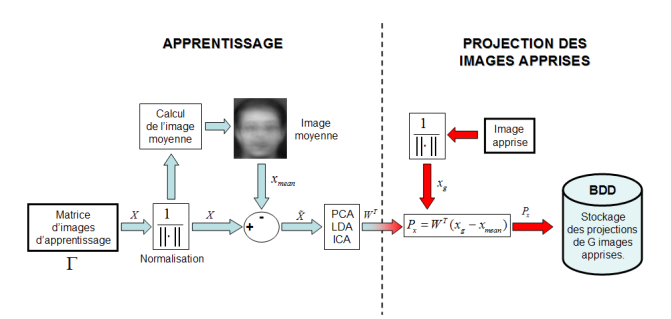 APPRENTISSAGE
PROJECTION DES
IMAGES APPRISES
Calcul
de l'image
moyenne
Image
moyenne
x_mean
Matrice
d'images
d'apprentissage
Γ
X
1
||·||
Normalisation
X
-
+
X̃
PCA
LDA
ICA
W^T
1
||·||
Image
apprise
x_g
P_x = W^T (x_g − x_mean)
P_x
BDD
Stockage
des projections
de G images
apprises.